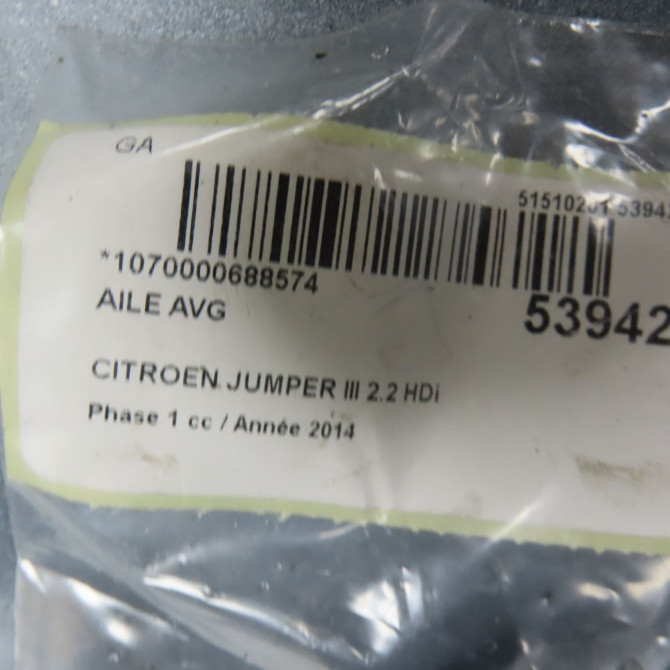 GA
*1070000688574
AILE AVG
53942
CITROEN JUMPER III 2.2 HDi
Phase 1 cc / Année 2014